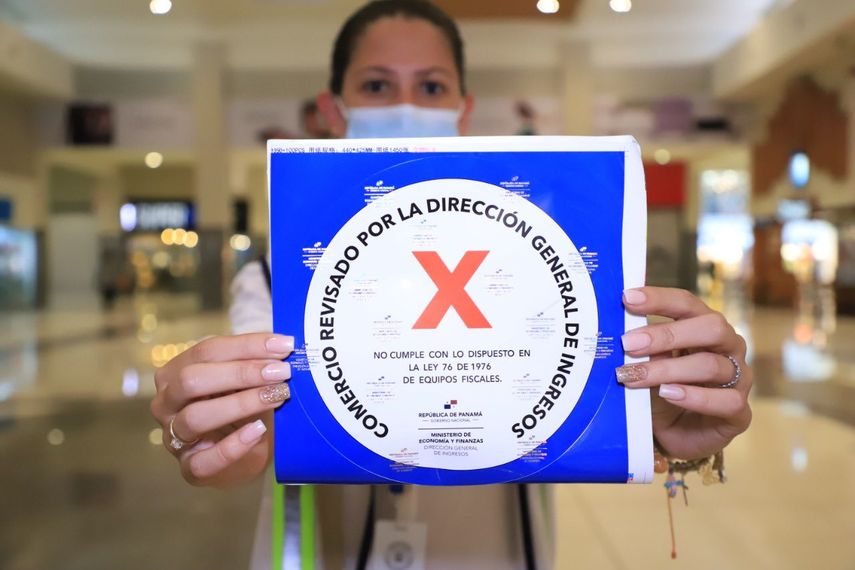 COMERCIO REVISADO POR LA DIRECCIÓN GENERAL DE INGRESOS
X
NO CUMPLE CON LO DISPUESTO EN
LA LEY 76 DE 1976
DE EQUIPOS FISCALES.
REPÚBLICA DE PANAMÁ
GOBIERNO NACIONAL
MINISTERIO DE
ECONOMÍA Y FINANZAS
DIRECCIÓN GENERAL
DE INGRESOS